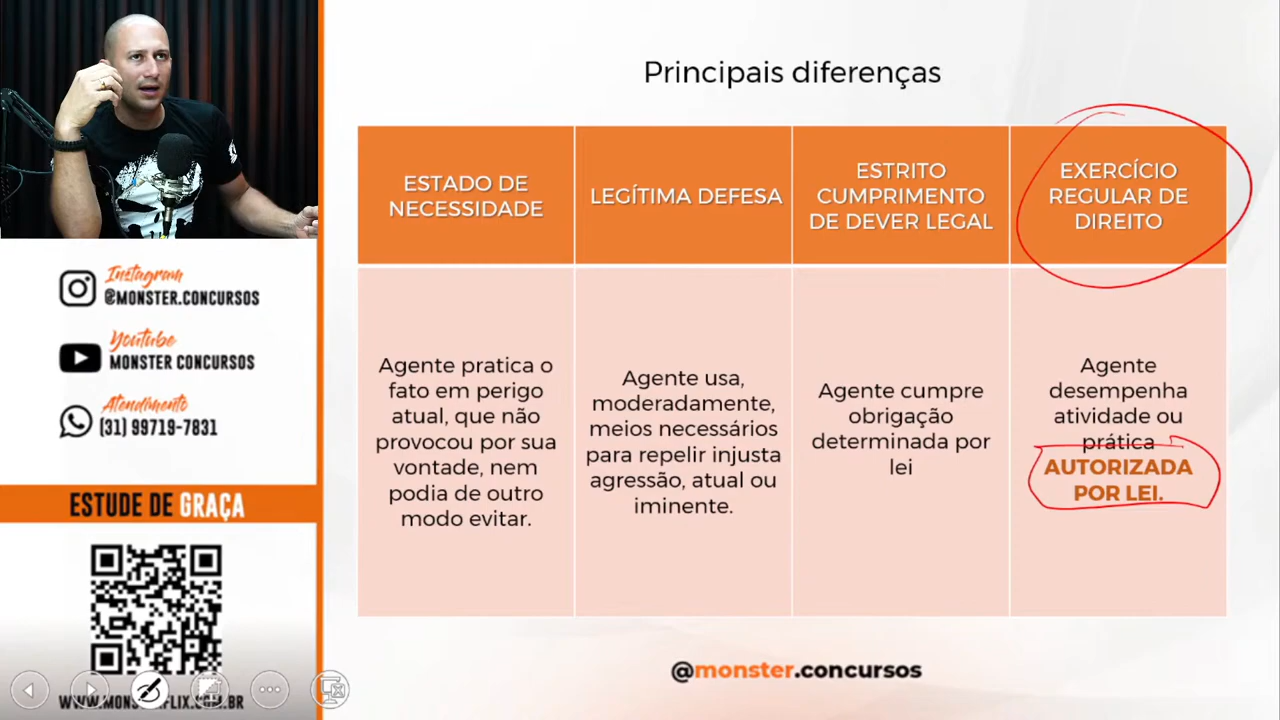 Principais diferenças
ESTADO DE
NECESSIDADE
LEGÍTIMA DEFESA
ESTRITO
CUMPRIMENTO
DE DEVER LEGAL
EXERCÍCIO
REGULAR DE
DIREITO
Agente pratica o
fato em perigo
atual, que não
provocou por sua
vontade, nem
podia de outro
modo evitar.
Agente usa,
moderadamente,
meios necessários
para repelir injusta
agressão, atual ou
iminente.
Agente cumpre
obrigação
determinada por
lei
Agente
desempenha
atividade ou
prática
AUTORIZADA
POR LEI.
@monster.concursos
Instagram
@MONSTER.CONCURSOS
Youtube
MONSTER CONCURSOS
Atendimento
(31) 99719-7831
ESTUDE DE GRAÇA